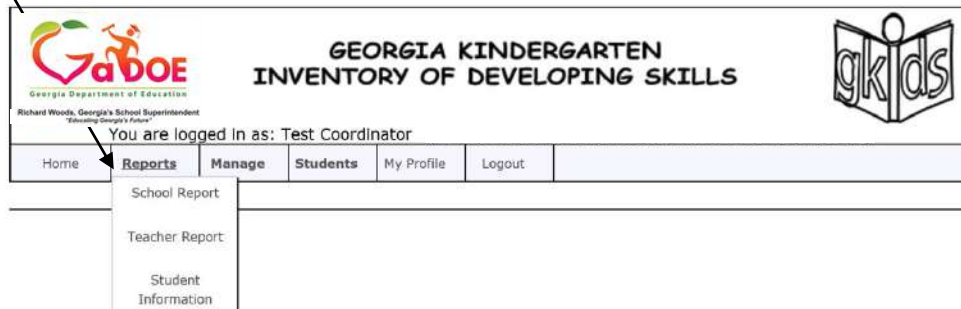 GaDOE
Georgia Department of Education
Richard Woods, Georgia's School Superintendent
"Educating Georgia's Future"
GEORGIA KINDERGARTEN
INVENTORY OF DEVELOPING SKILLS
gkids
You are logged in as: Test Coordinator
Home Reports Manage Students My Profile Logout
School Report
Teacher Report
Student
Information